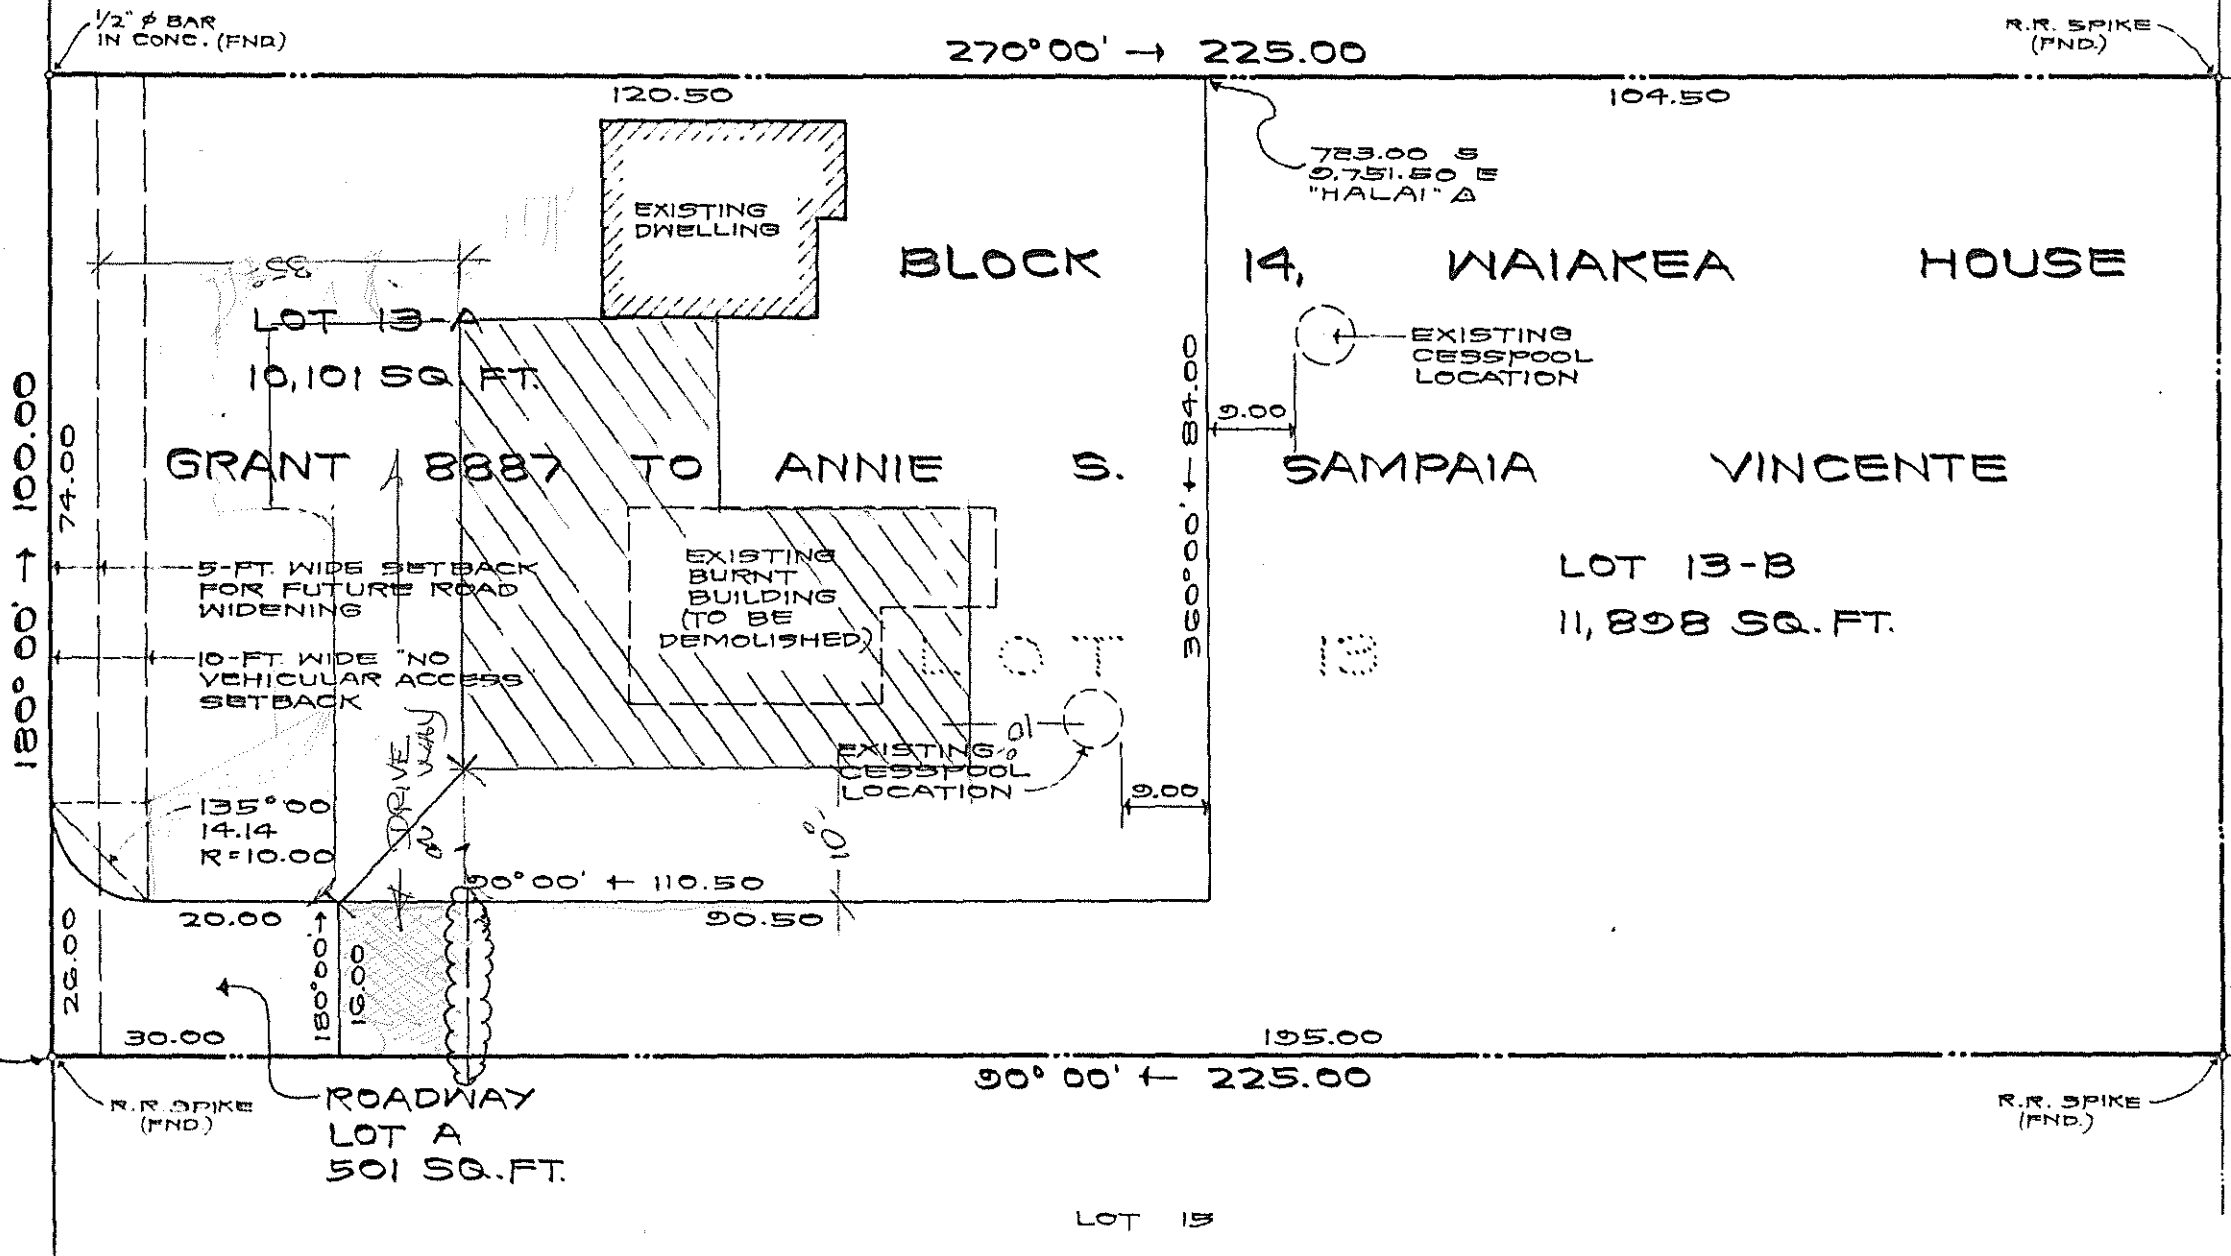 1/2" ϕ BAR
IN CONC. (FND)
R.R. SPIKE
(FND.)
270°00' → 225.00
120.50
104.50
723.00 S
9,751.50 E
"HALAI" Δ
EXISTING
DWELLING
BLOCK 14, WAIAKEA HOUSE
35'
LOT 13-A
10,101 SQ. FT.
EXISTING
CESSPOOL
LOCATION
180°00' → 100.00
74.00
360°00' ← 84.00
9.00
GRANT 8887 TO ANNIE S. SAMPAIA VINCENTE
LOT 13-B
11,898 SQ. FT.
5-FT. WIDE SETBACK
FOR FUTURE ROAD
WIDENING
EXISTING
BURNT
BUILDING
(TO BE
DEMOLISHED)
LOT 13
10-FT. WIDE "NO
VEHICULAR ACCESS
SETBACK
DRIVE
WAY
10'
EXISTING
CESSPOOL
LOCATION
9.00
135°00'
14.14
R=10.00
10'
90°00' ← 110.50
20.00
90.50
26.00
180°00' →
16.00
30.00
195.00
90°00' ← 225.00
R.R. SPIKE
(FND.)
ROADWAY
LOT A
501 SQ. FT.
R.R. SPIKE
(FND.)
LOT 15